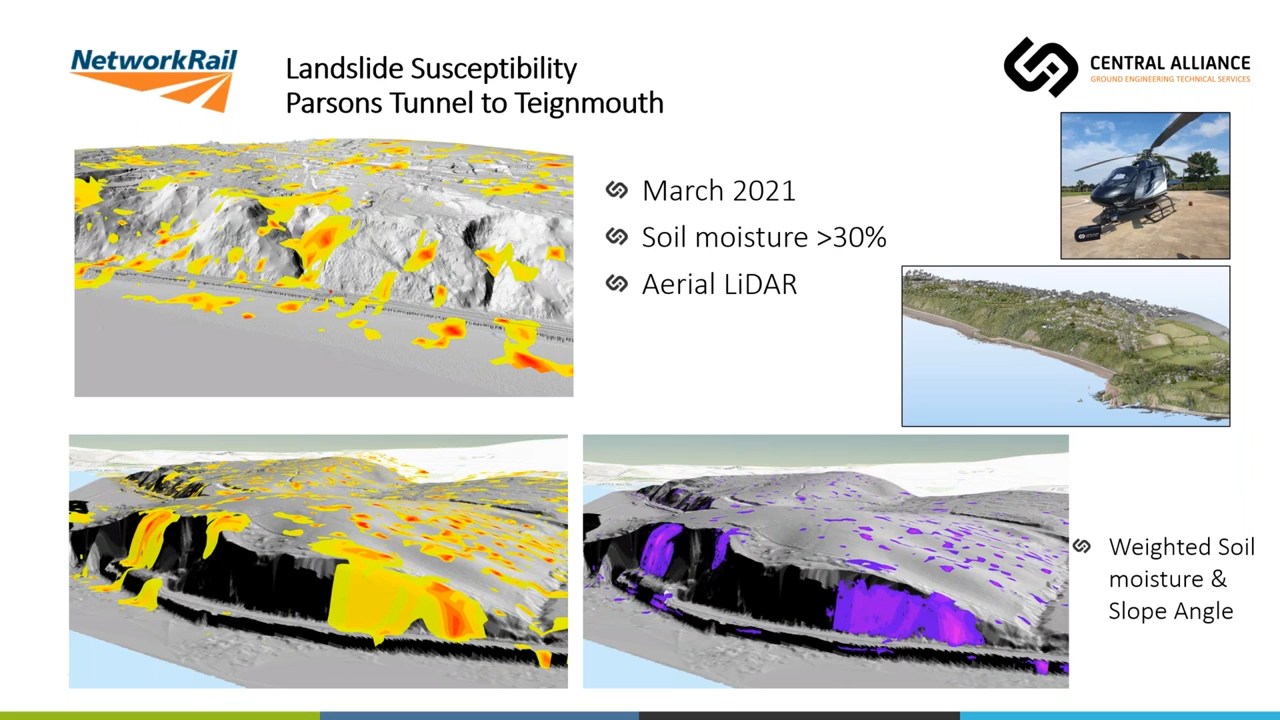 NetworkRail
Landslide Susceptibility
Parsons Tunnel to Teignmouth
CENTRAL ALLIANCE
GROUND ENGINEERING TECHNICAL SERVICES
March 2021
Soil moisture >30%
Aerial LiDAR
Weighted Soil
moisture &
Slope Angle